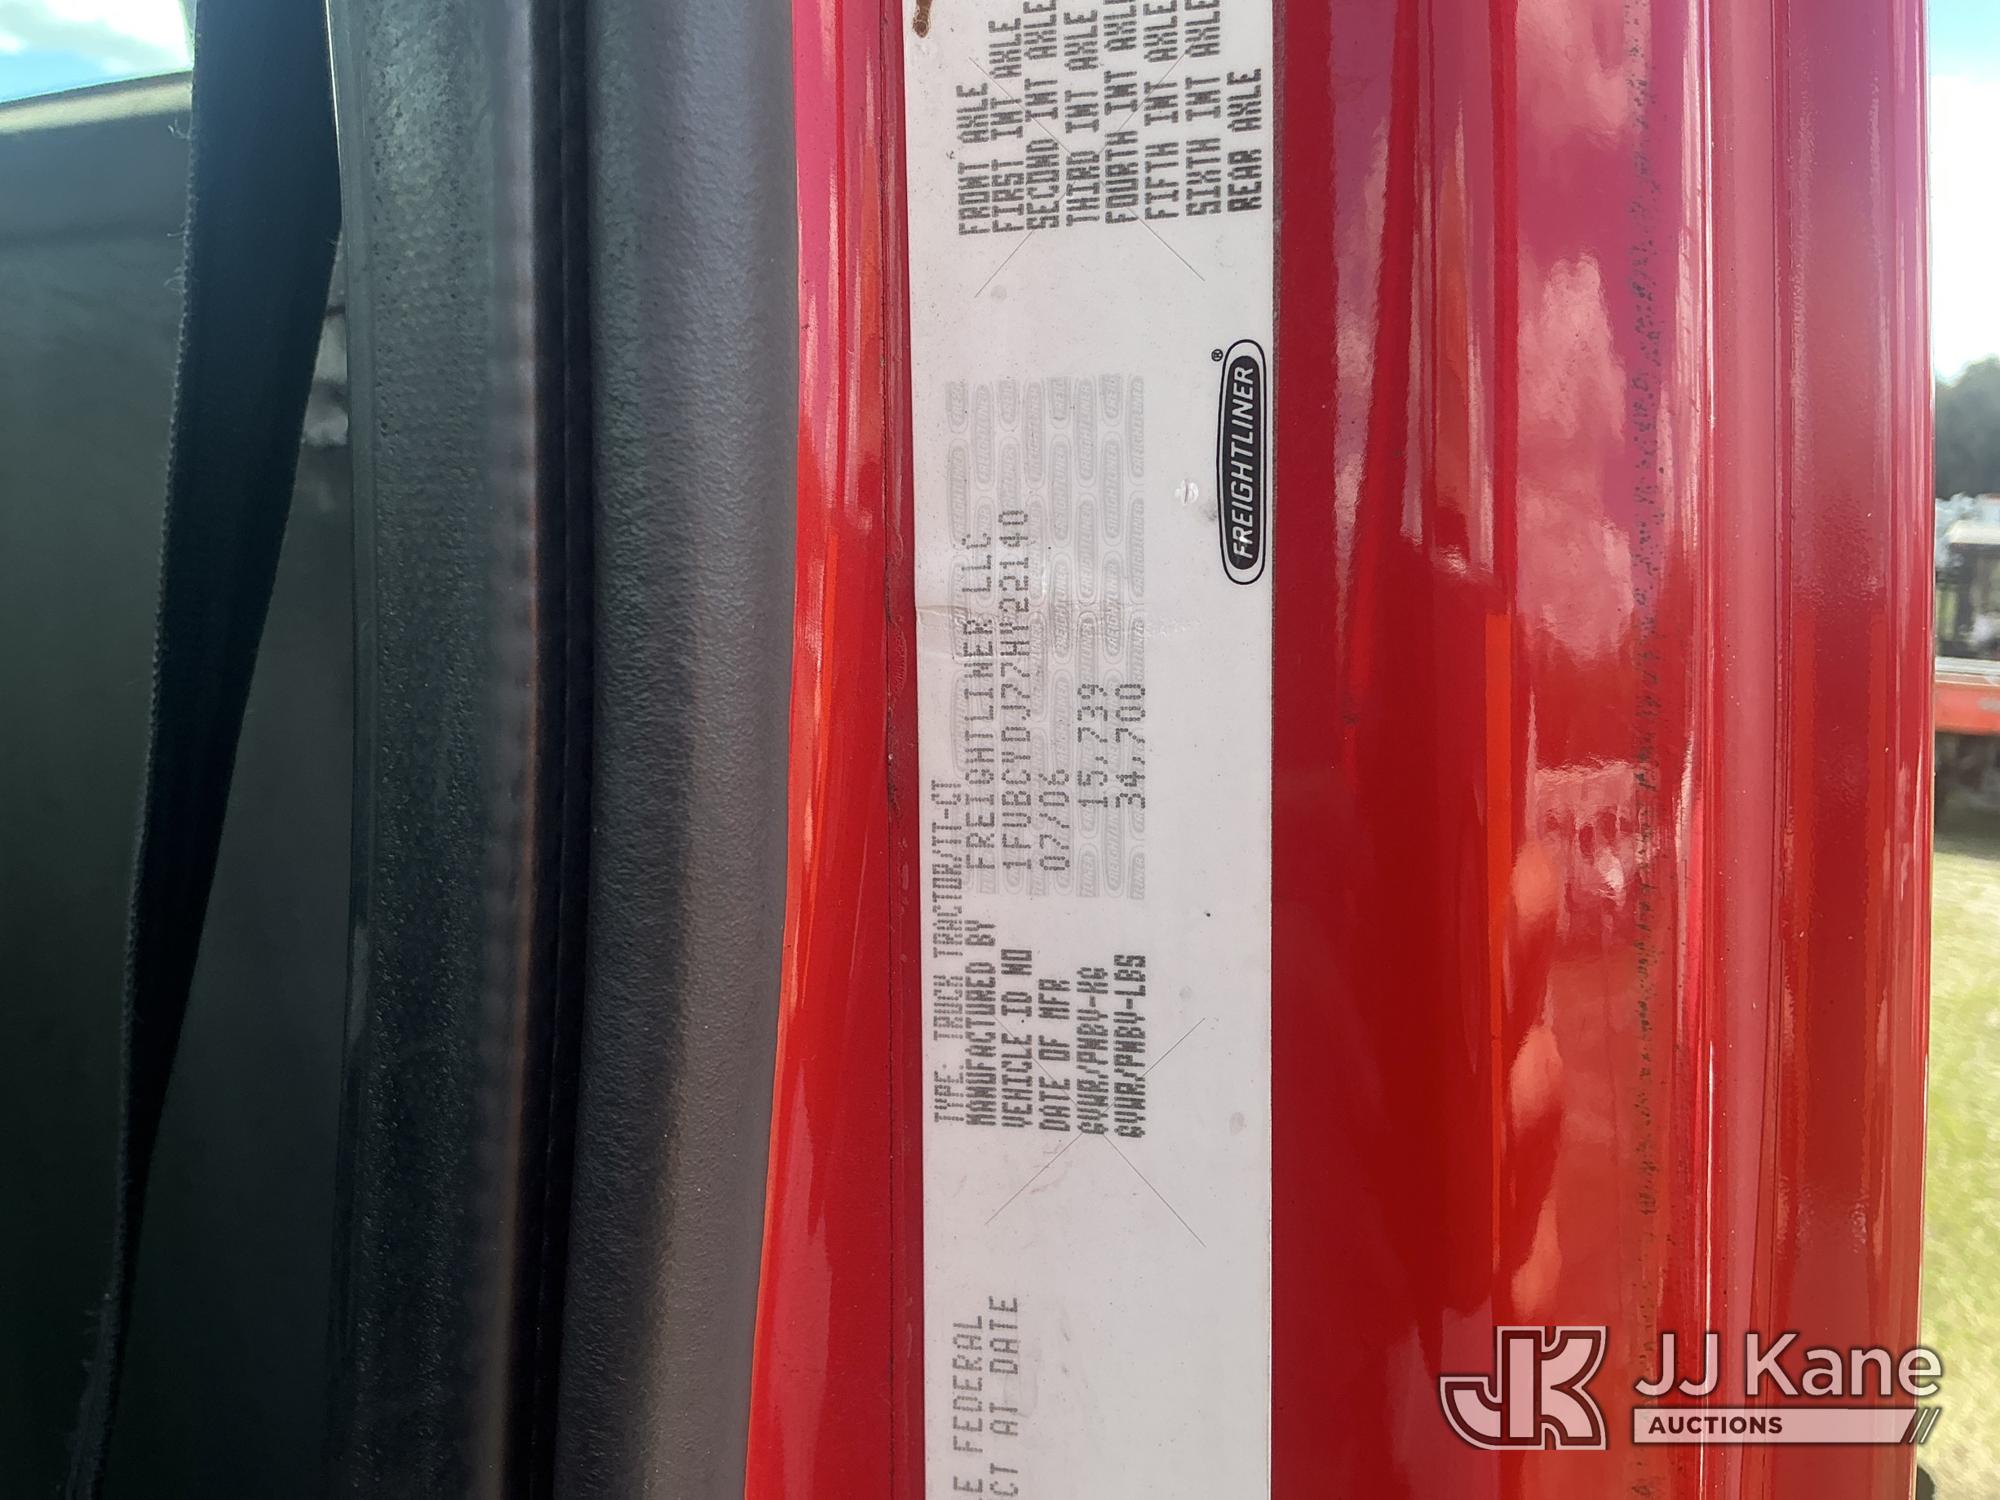 E FEDERAL
CT AT DATE
TYPE: TRUCK TRACTOR/TT-CT
MANUFACTURED BY FREIGHTLINER LLC
VEHICLE ID NO 1FUBCYDJ77HY22140
DATE OF MFR 07/06
GVWR/PNBV-KG 15,739
GVWR/PNBV-LBS 34,700
FREIGHTLINER®
FRONT AXLE
FIRST INT AXLE
SECOND INT AXLE
THIRD INT AXLE
FOURTH INT AXLE
FIFTH INT AXLE
SIXTH INT AXLE
REAR AXLE
JK JJ Kane
AUCTIONS